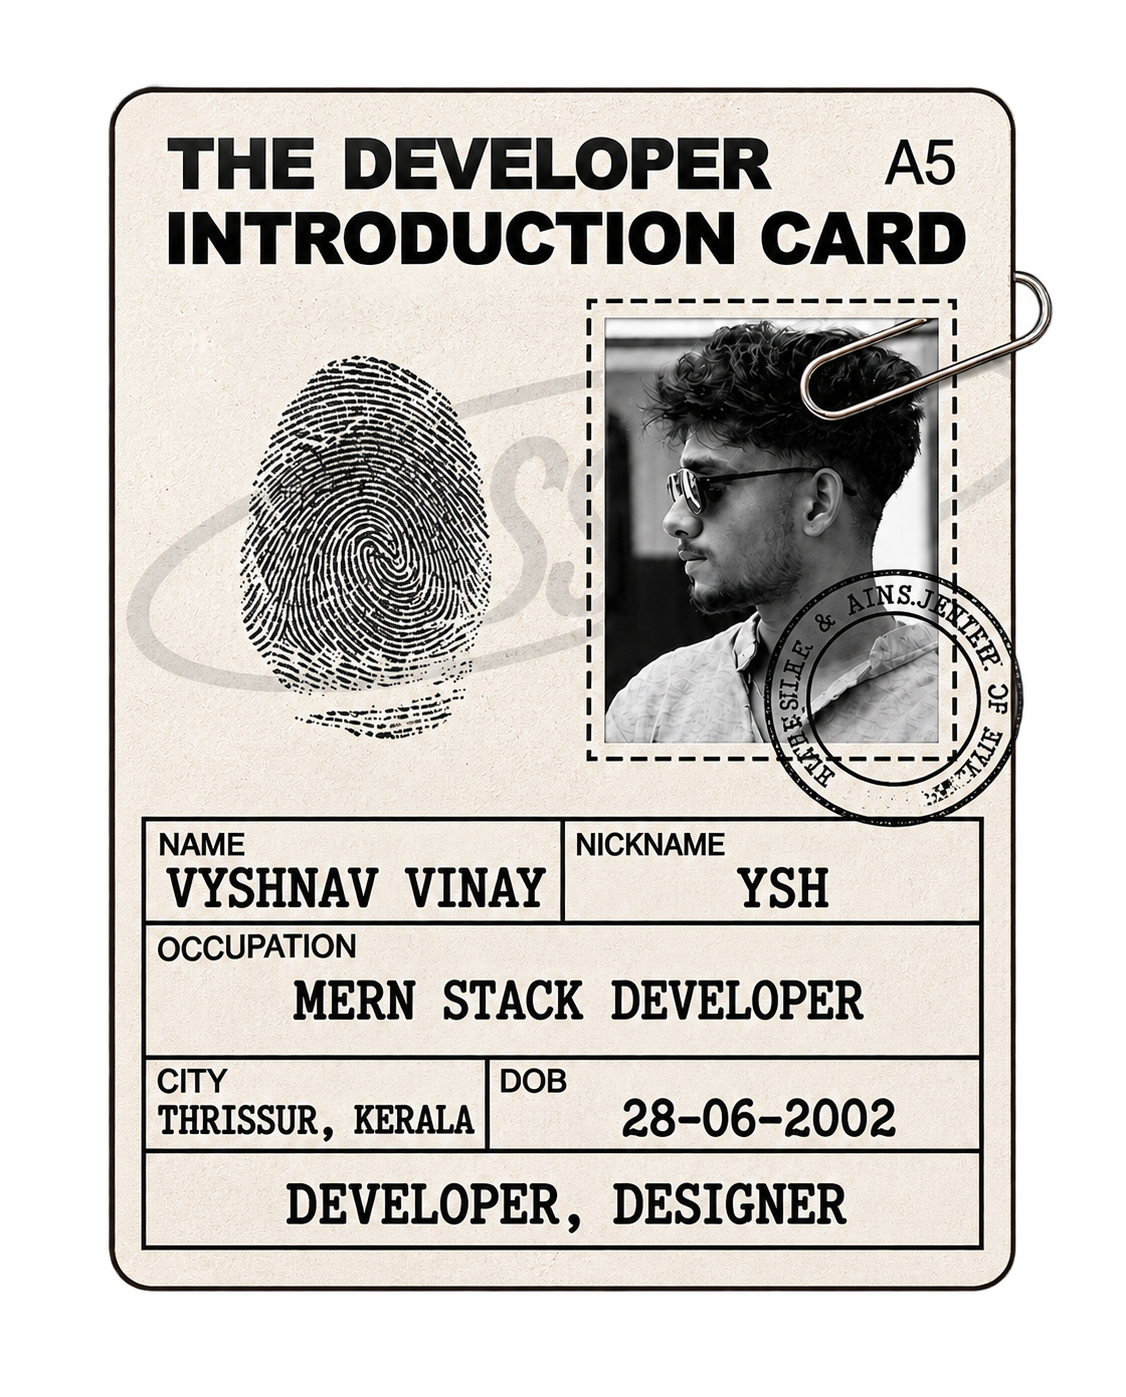 THE DEVELOPER A5
INTRODUCTION CARD
NAME
VYSHNAV VINAY
NICKNAME
YSH
OCCUPATION
MERN STACK DEVELOPER
CITY
THRISSUR, KERALA
DOB
28-06-2002
DEVELOPER, DESIGNER